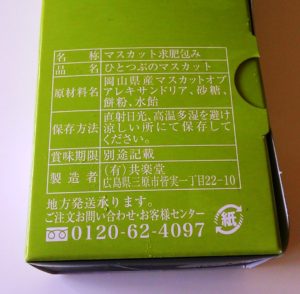 名　称 マスカット求肥包み
品　名 ひとつぶのマスカット
原材料名 岡山県産マスカットオブ
アレキサンドリア、砂糖、
餅粉、水飴
保存方法 直射日光、高温多湿を避け
涼しい所にて保存して
ください。
賞味期限 別途記載
製造者 (有)共楽堂
広島県三原市皆実一丁目22-10
地方発送承ります。
ご注文お問い合わせ・お客様センター
0120-62-4097
紙